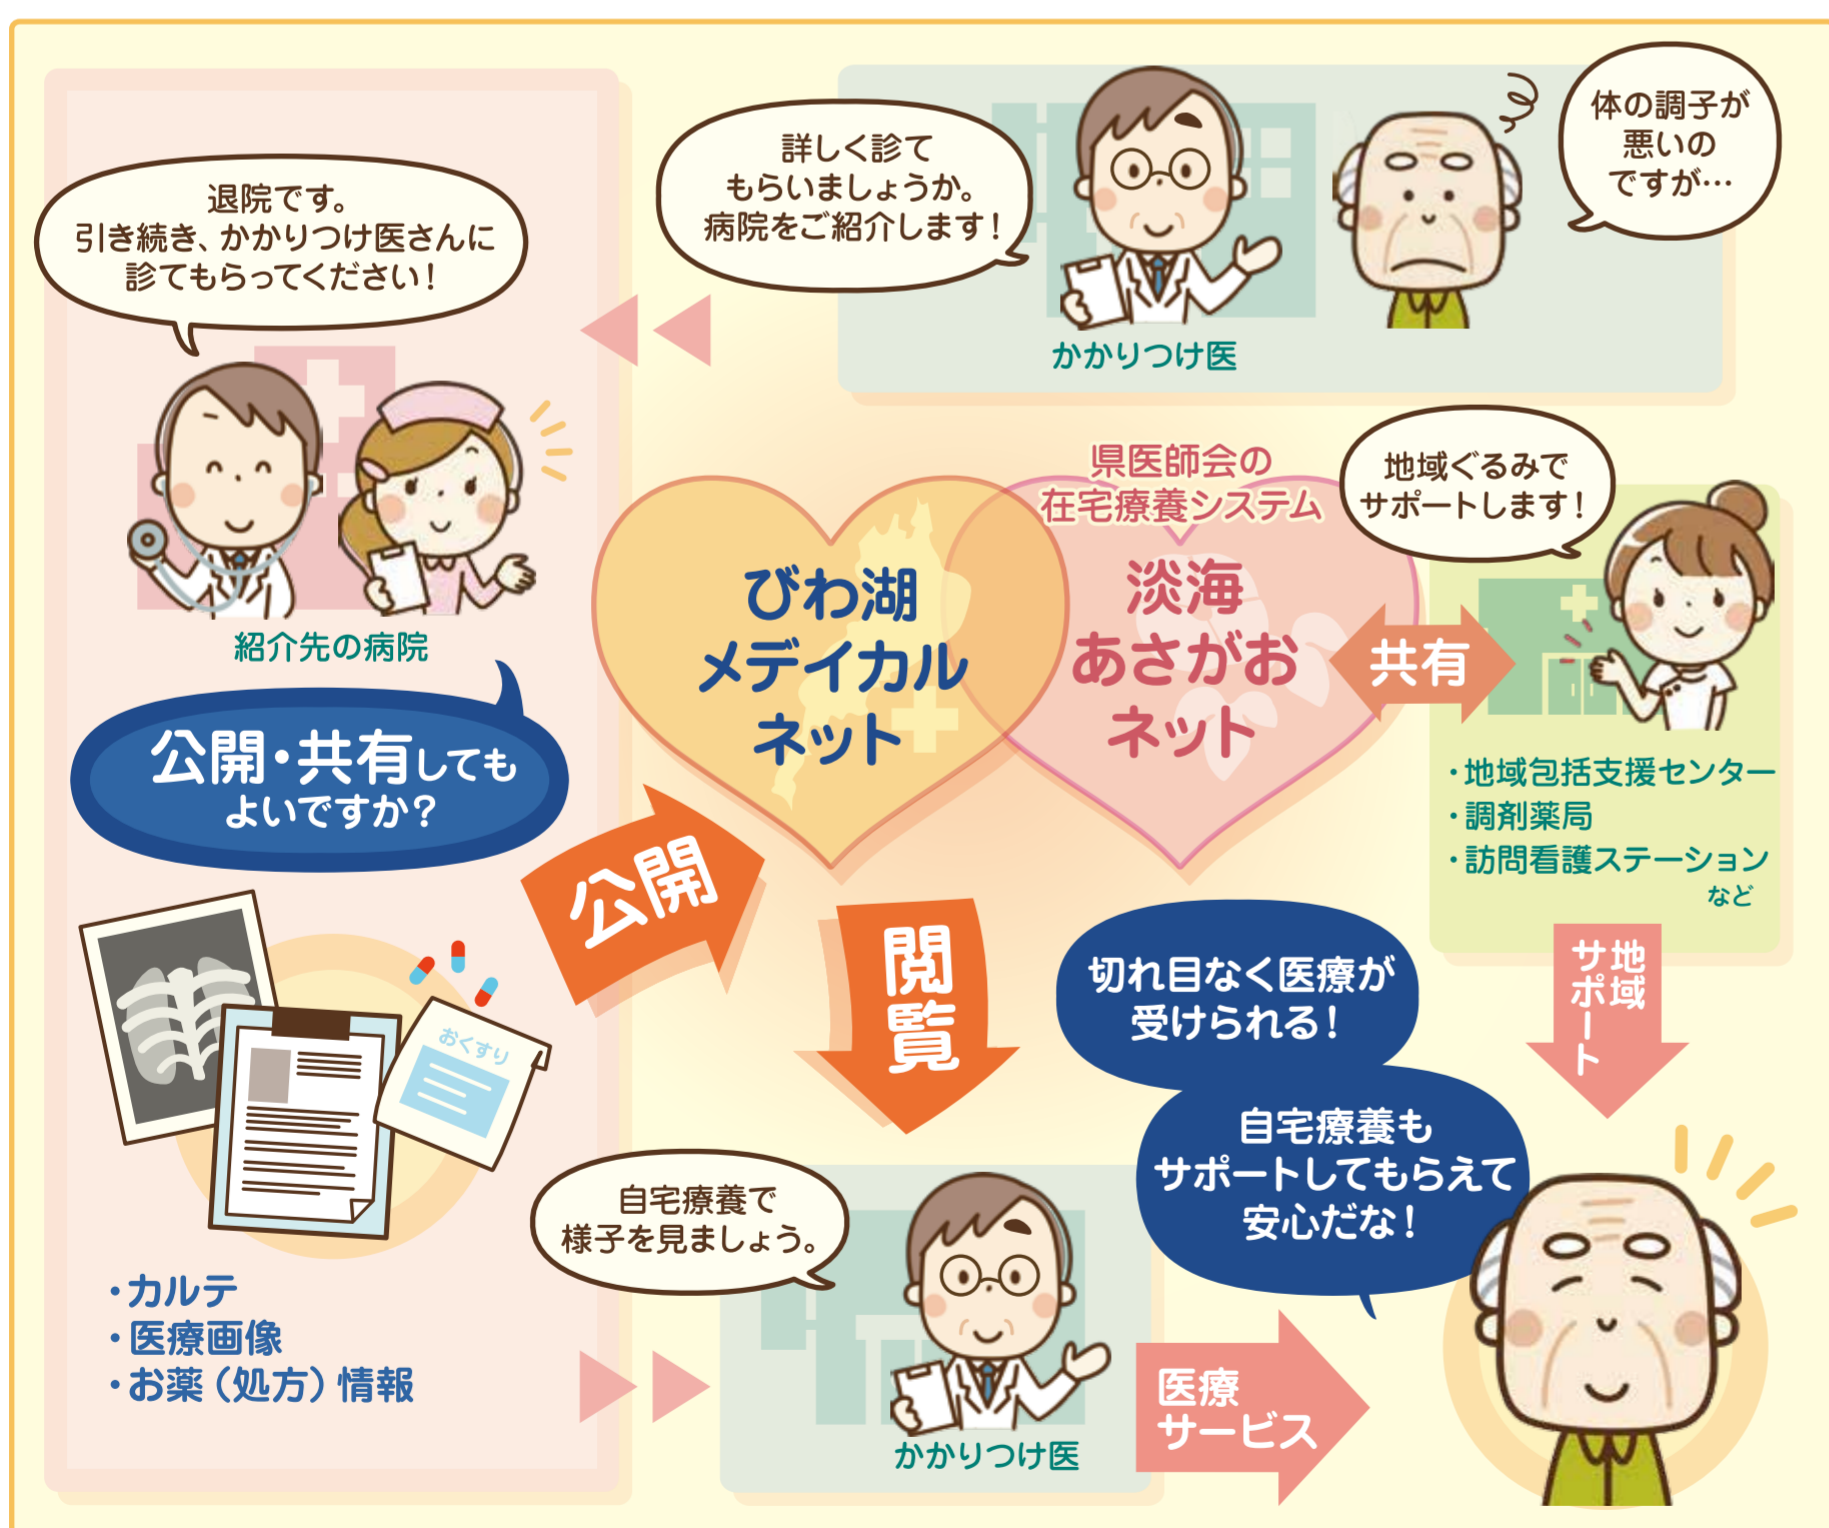 体の調子が
悪いの
ですが…
詳しく診て
もらいましょうか。
病院をご紹介します!
かかりつけ医
退院です。
引き続き、かかりつけ医さんに
診てもらってください!
紹介先の病院
公開・共有しても
よいですか?
・カルテ
・医療画像
・お薬(処方)情報
おくすり
公開
びわ湖
メデイカル
ネット
県医師会の
在宅療養システム
淡海
あさがお
ネット
共有
地域ぐるみで
サポートします!
・地域包括支援センター
・調剤薬局
・訪問看護ステーション
など
閲覧
自宅療養で
様子を見ましょう。
かかりつけ医
医療
サービス
地域
サポート
切れ目なく医療が
受けられる!
自宅療養も
サポートしてもらえて
安心だな!